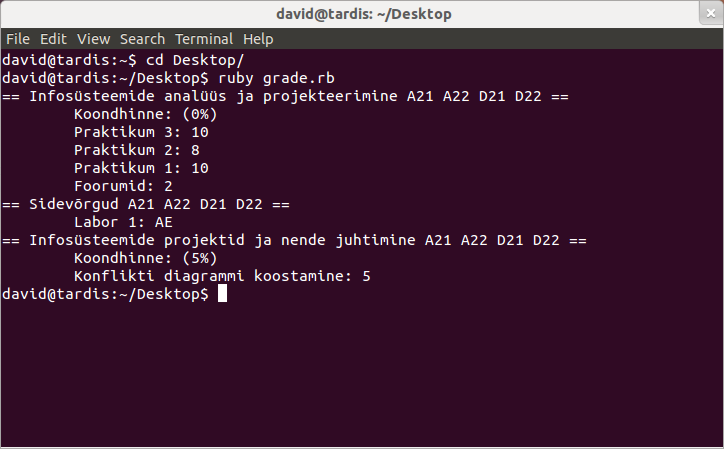 david@tardis: ~/Desktop
File Edit View Search Terminal Help
david@tardis:~$ cd Desktop/
david@tardis:~/Desktop$ ruby grade.rb
== Infosüsteemide analüüs ja projekteerimine A21 A22 D21 D22 ==
Koondhinne: (0%)
Praktikum 3: 10
Praktikum 2: 8
Praktikum 1: 10
Foorumid: 2
== Sidevõrgud A21 A22 D21 D22 ==
Labor 1: AE
== Infosüsteemide projektid ja nende juhtimine A21 A22 D21 D22 ==
Koondhinne: (5%)
Konflikti diagrammi koostamine: 5
david@tardis:~/Desktop$